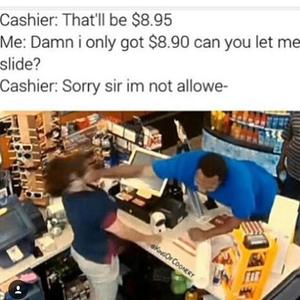 Cashier: That'll be $8.95
Me: Damn i only got $8.90 can you let me
slide?
Cashier: Sorry sir im not allowe-
@KingOfCoonery